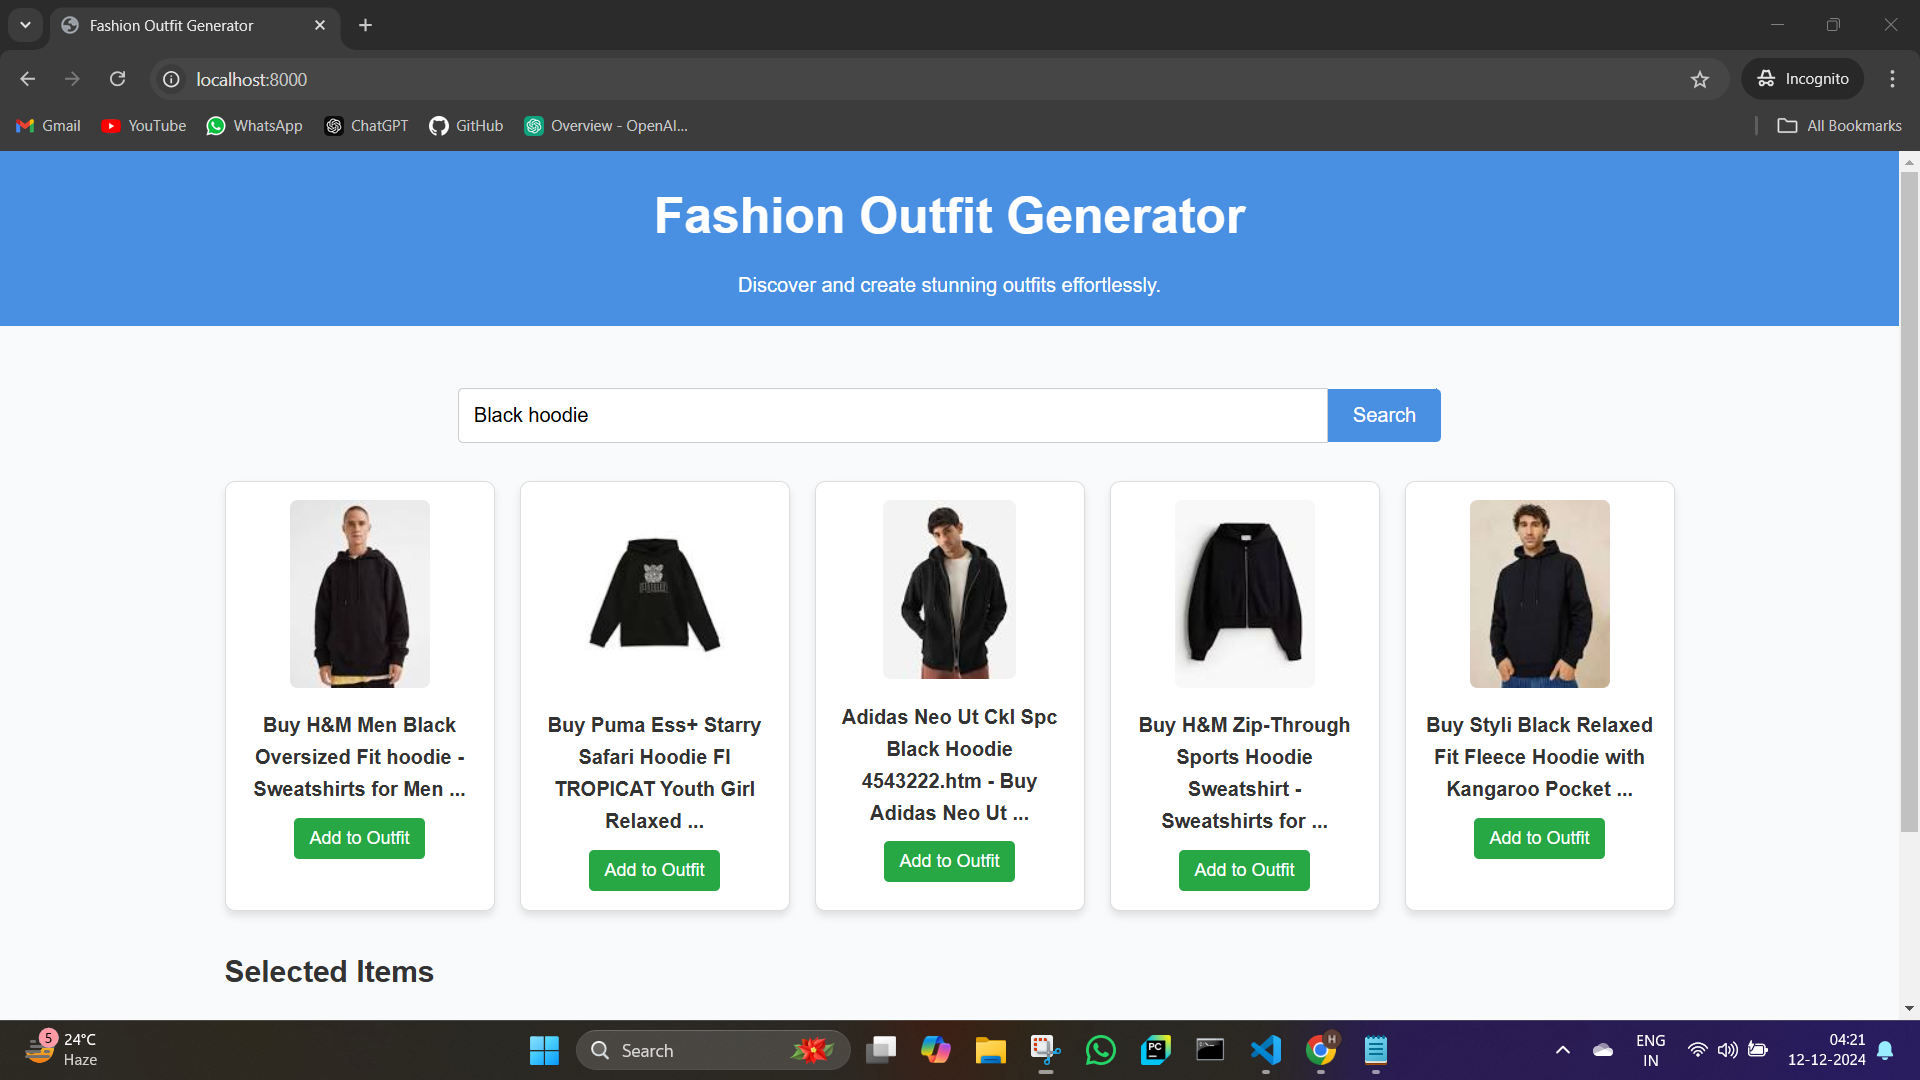 Fashion Outfit Generator
localhost:8000
Incognito
Gmail
YouTube
WhatsApp
ChatGPT
GitHub
Overview - OpenAI...
All Bookmarks
Fashion Outfit Generator
Discover and create stunning outfits effortlessly.
Black hoodie
Search
PUMA
Buy H&M Men Black
Oversized Fit hoodie -
Sweatshirts for Men ...
Add to Outfit
Buy Puma Ess+ Starry
Safari Hoodie Fl
TROPICAT Youth Girl
Relaxed ...
Add to Outfit
Adidas Neo Ut Ckl Spc
Black Hoodie
4543222.htm - Buy
Adidas Neo Ut ...
Add to Outfit
Buy H&M Zip-Through
Sports Hoodie
Sweatshirt -
Sweatshirts for ...
Add to Outfit
Buy Styli Black Relaxed
Fit Fleece Hoodie with
Kangaroo Pocket ...
Add to Outfit
Selected Items
5
24°C
Haze
Search
PC
H
ENG
IN
04:21
12-12-2024